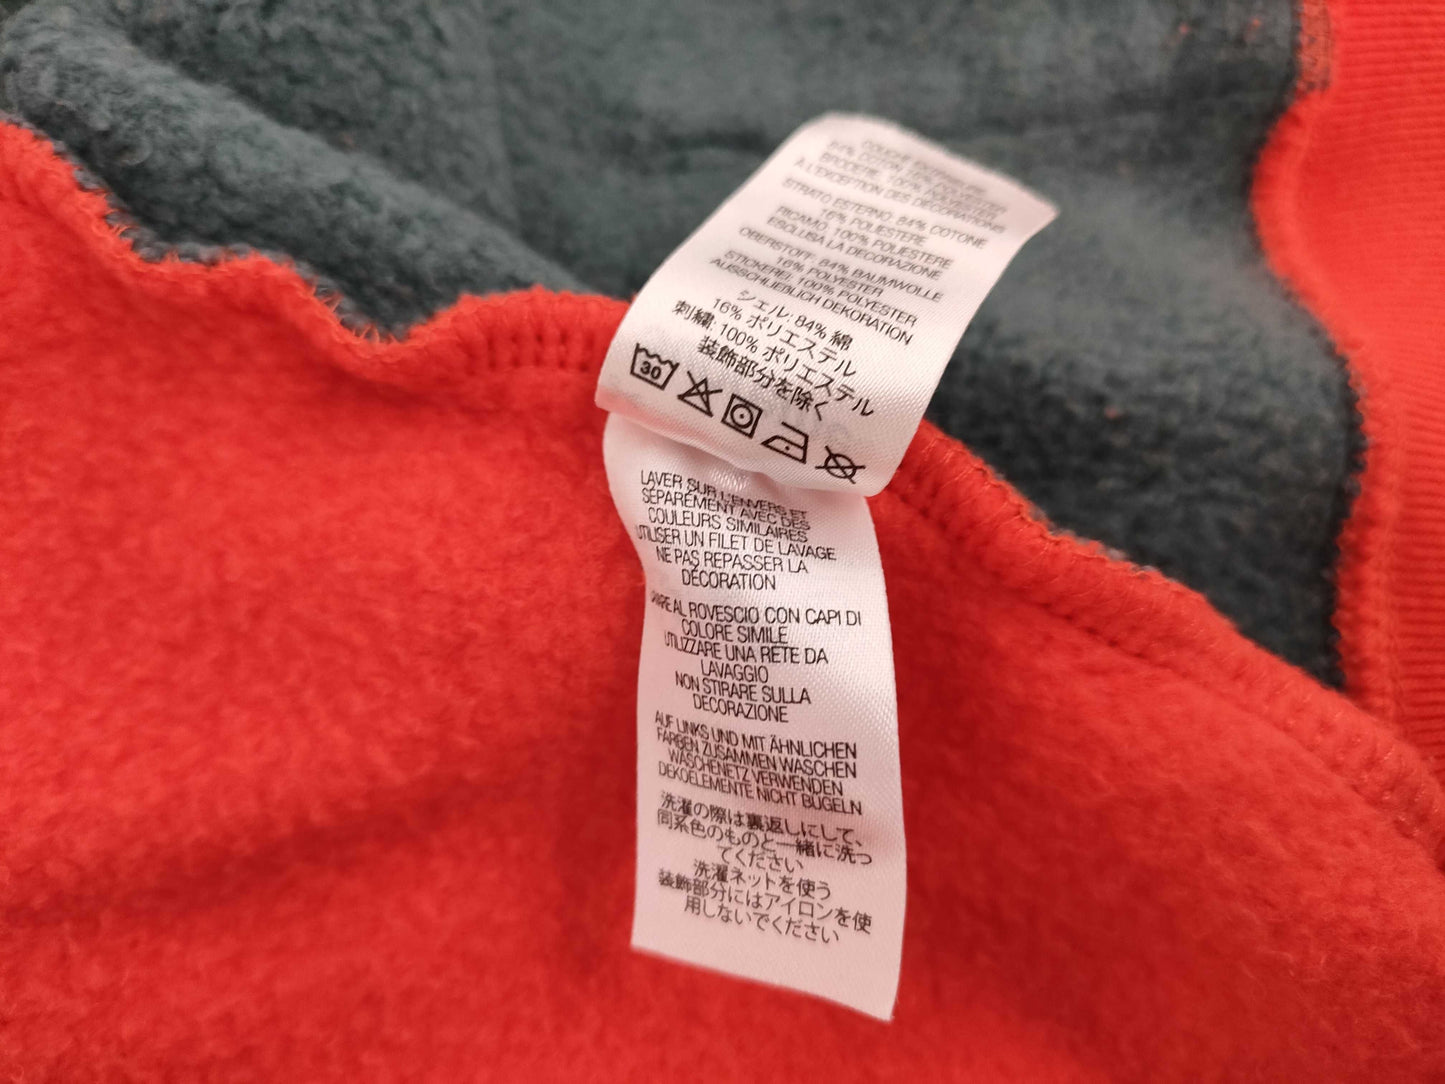 COUCHE
84% COTON 16% POLYESTER
BRODERIE, 100% POLYESTER
À L'EXCEPTION DES DÉCORATIONS
STRATO ESTERNO: 84% COTONE
16% POLIESTERE
RICAMO, 100% POLIESTERE
ESCLUSA LA DECORAZIONE
OBERSTOFF: 84% BAUMWOLLE
16% POLYESTER
STICKEREI: 100% POLYESTER
AUSSCHLIEßLICH DEKORATION
シェル: 84% 綿
16% ポリエステル
刺繍: 100% ポリエステル
装飾部分を除く
30
LAVER SUR L'ENVERS ET
SÉPARÉMENT AVEC DES
COULEURS SIMILAIRES
UTILISER UN FILET DE LAVAGE
NE PAS REPASSER LA
DÉCORATION
AL ROVESCIO CON CAPI DI
COLORE SIMILE
UTILIZZARE UNA RETE DA
LAVAGGIO
NON STIRARE SULLA
DECORAZIONE
AUF LINKS UND MIT ÄHNLICHEN
FARBEN ZUSAMMEN WASCHEN
WÄSCHENETZ VERWENDEN
DEKOELEMENTE NICHT BÜGELN
洗濯の際は裏返しにして、
同系色のものと一緒に洗っ
てください
洗濯ネットを使う
装飾部分にはアイロンを使
用しないでください